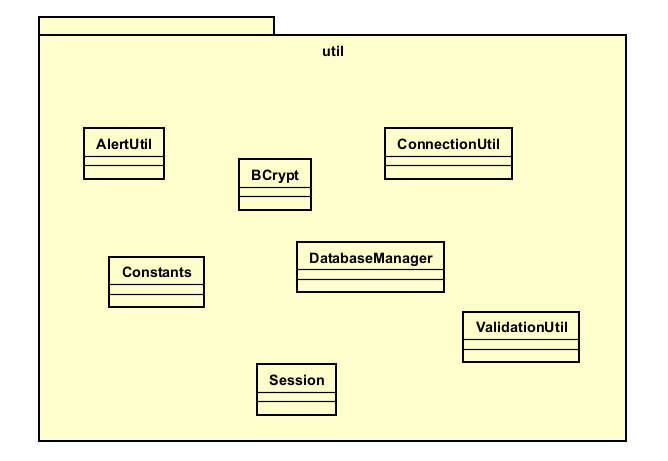 util
AlertUtil
ConnectionUtil
BCrypt
DatabaseManager
Constants
ValidationUtil
Session